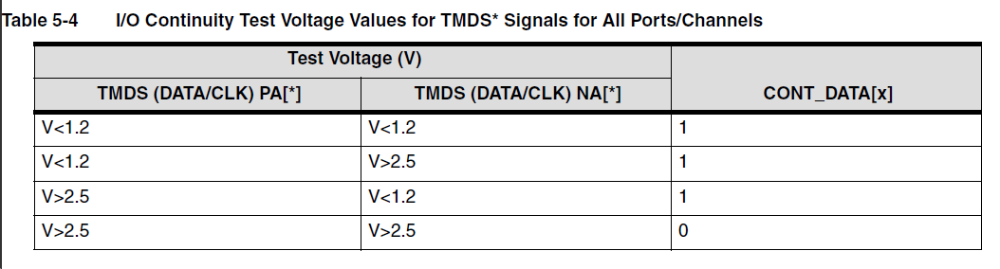 Table 5-4 I/O Continuity Test Voltage Values for TMDS* Signals for All Ports/Channels
Test Voltage (V)
TMDS (DATA/CLK) PA[*] TMDS (DATA/CLK) NA[*] CONT_DATA[x]
V<1.2 V<1.2 1
V<1.2 V>2.5 1
V>2.5 V<1.2 1
V>2.5 V>2.5 0